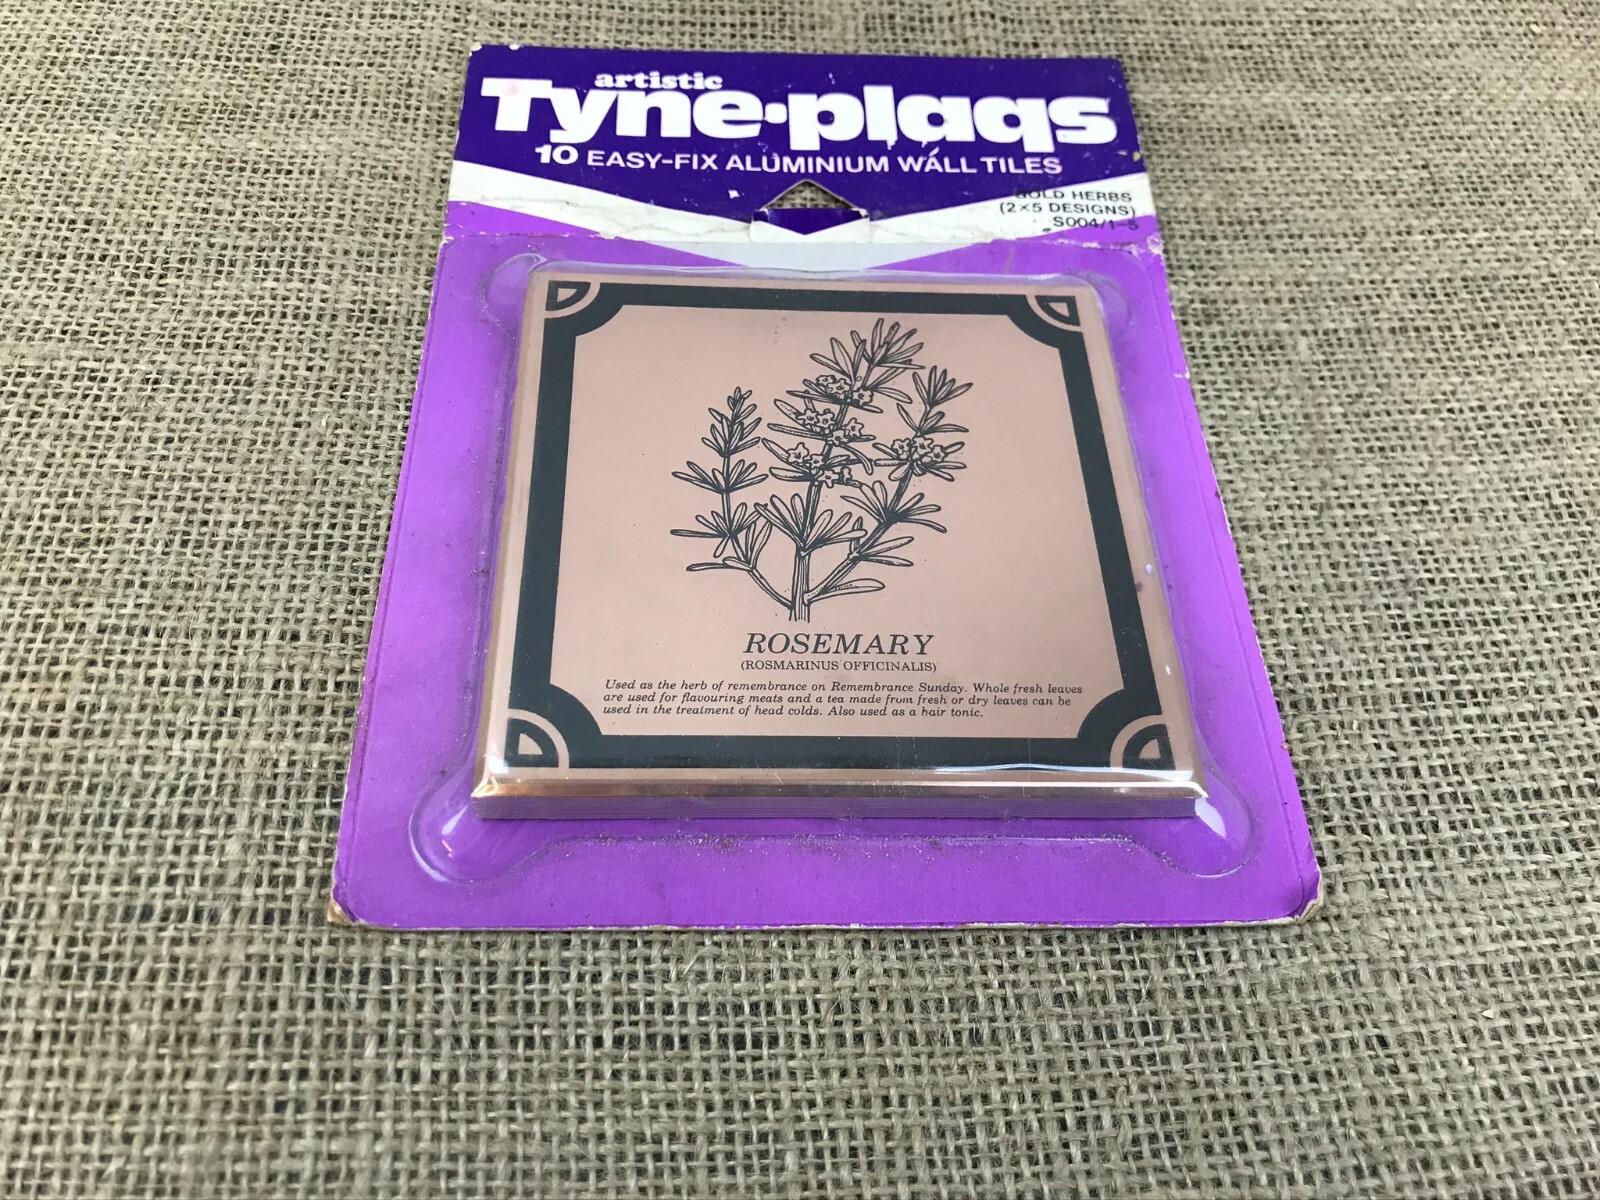 artistic
Tyne·plaqs
10 EASY-FIX ALUMINIUM WALL TILES
GOLD HERBS
(2×5 DESIGNS)
S004/1-5
ROSEMARY
(ROSMARINUS OFFICINALIS)
Used as the herb of remembrance on Remembrance Sunday. Whole fresh leaves
are used for flavouring meats and a tea made from fresh or dry leaves can be
used in the treatment of head colds. Also used as a hair tonic.